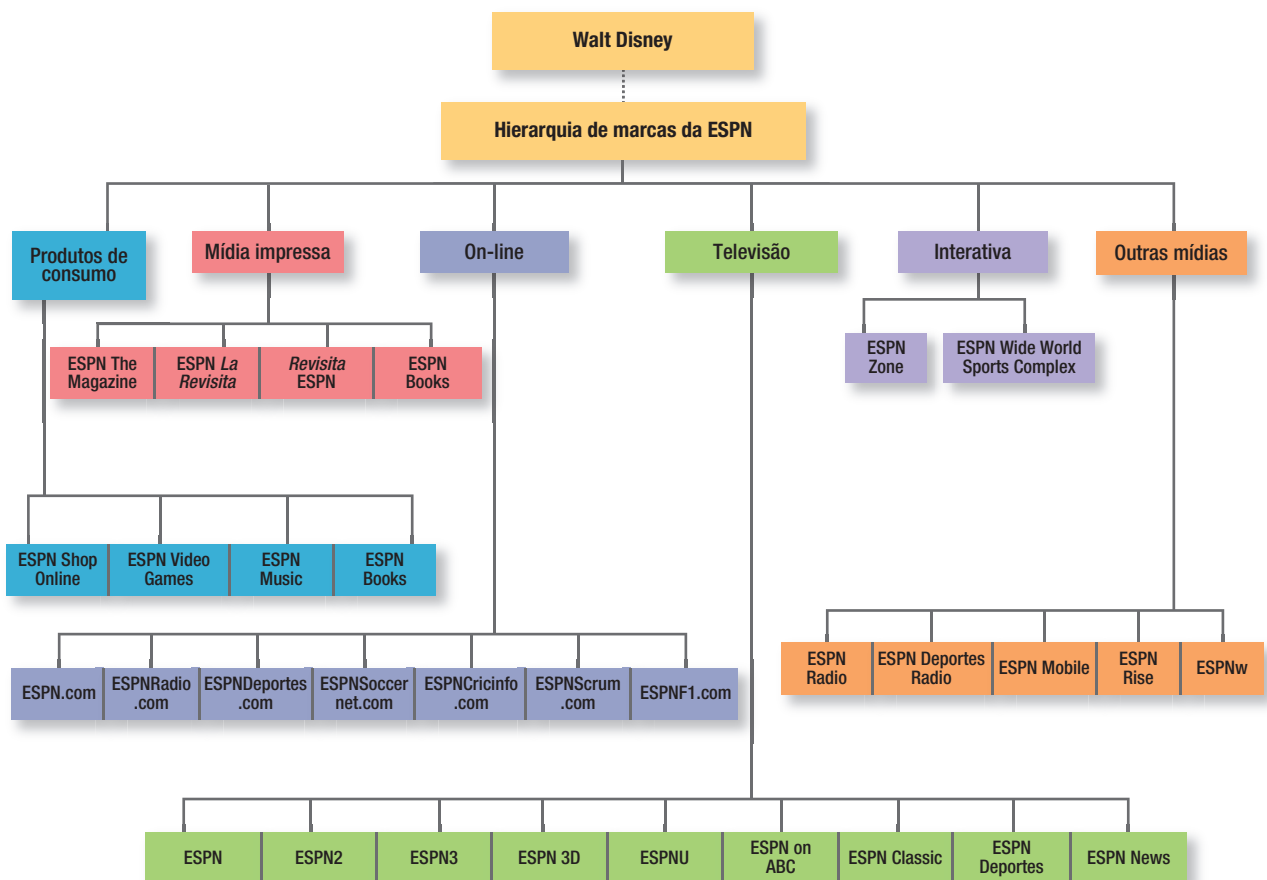 Walt Disney
Hierarquia de marcas da ESPN
Produtos de
consumo
Mídia impressa
On-line
Televisão
Interativa
Outras mídias
ESPN The
Magazine
ESPN La
Revisita
Revisita
ESPN
ESPN
Books
ESPN
Zone
ESPN Wide World
Sports Complex
ESPN Shop
Online
ESPN Video
Games
ESPN
Music
ESPN
Books
ESPN.com
ESPNRadio
.com
ESPNDeportes
.com
ESPNSoccer
net.com
ESPNCricinfo
.com
ESPNScrum
.com
ESPNF1.com
ESPN
Radio
ESPN Deportes
Radio
ESPN Mobile
ESPN
Rise
ESPNw
ESPN
ESPN2
ESPN3
ESPN 3D
ESPNU
ESPN on
ABC
ESPN Classic
ESPN
Deportes
ESPN News